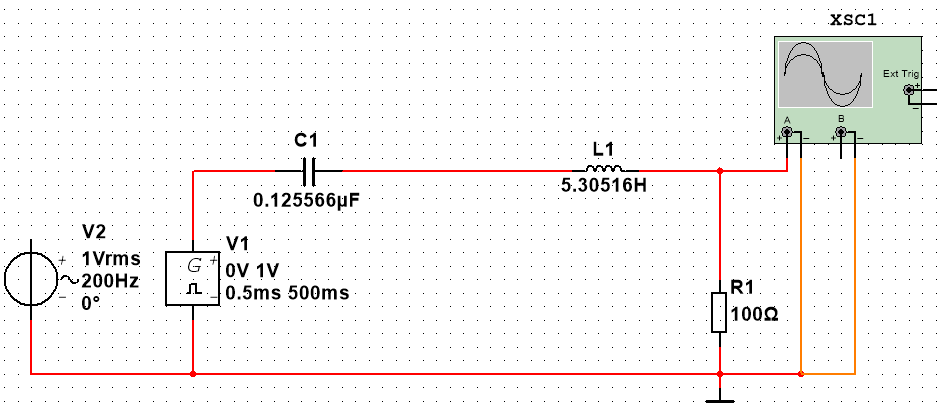 XSC1
Ext Trig
+
−
A
B
+
−
+
−
C1
0.125566µF
L1
5.30516H
V2
+
−
1Vrms
200Hz
0°
V1
G
+
−
0V 1V
0.5ms 500ms
R1
100Ω